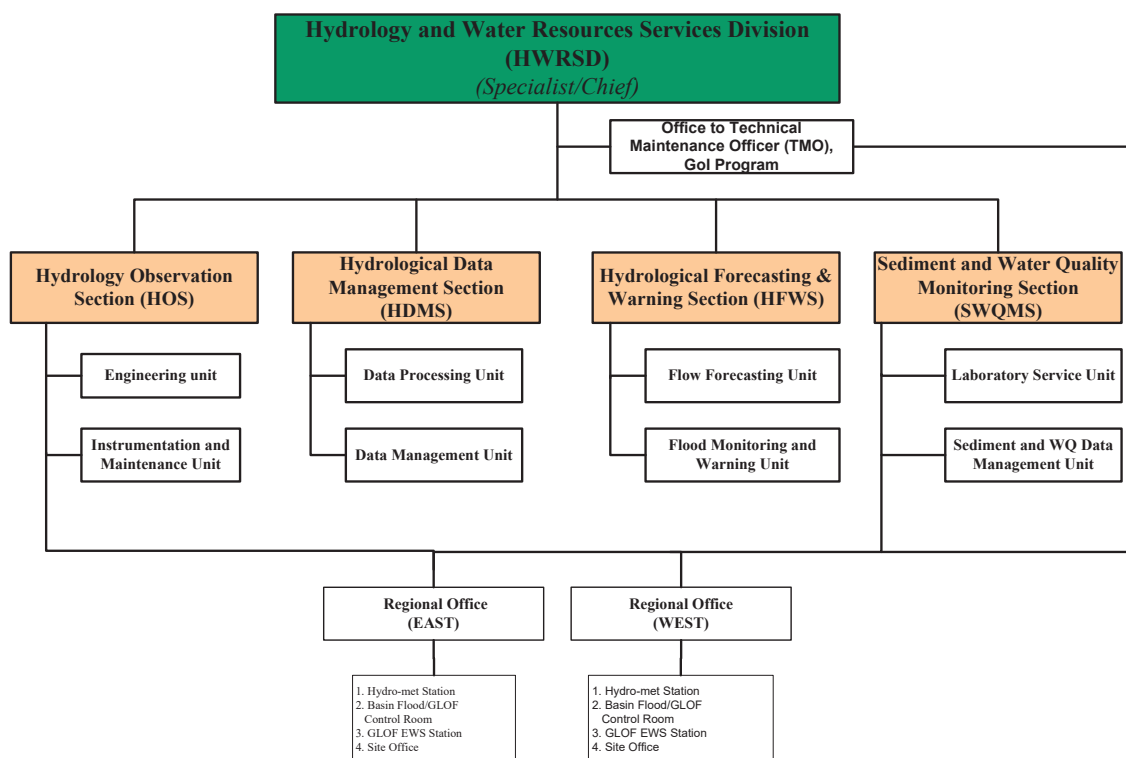 Hydrology and Water Resources Services Division
(HWRSD)
(Specialist/Chief)
Office to Technical
Maintenance Officer (TMO),
GoI Program
Hydrology Observation
Section (HOS)
Hydrological Data
Management Section
(HDMS)
Hydrological Forecasting &
Warning Section (HFWS)
Sediment and Water Quality
Monitoring Section
(SWQMS)
Engineering unit
Data Processing Unit
Flow Forecasting Unit
Laboratory Service Unit
Instrumentation and
Maintenance Unit
Data Management Unit
Flood Monitoring and
Warning Unit
Sediment and WQ Data
Management Unit
Regional Office
(EAST)
Regional Office
(WEST)
1. Hydro-met Station
2. Basin Flood/GLOF
Control Room
3. GLOF EWS Station
4. Site Office
1. Hydro-met Station
2. Basin Flood/GLOF
Control Room
3. GLOF EWS Station
4. Site Office